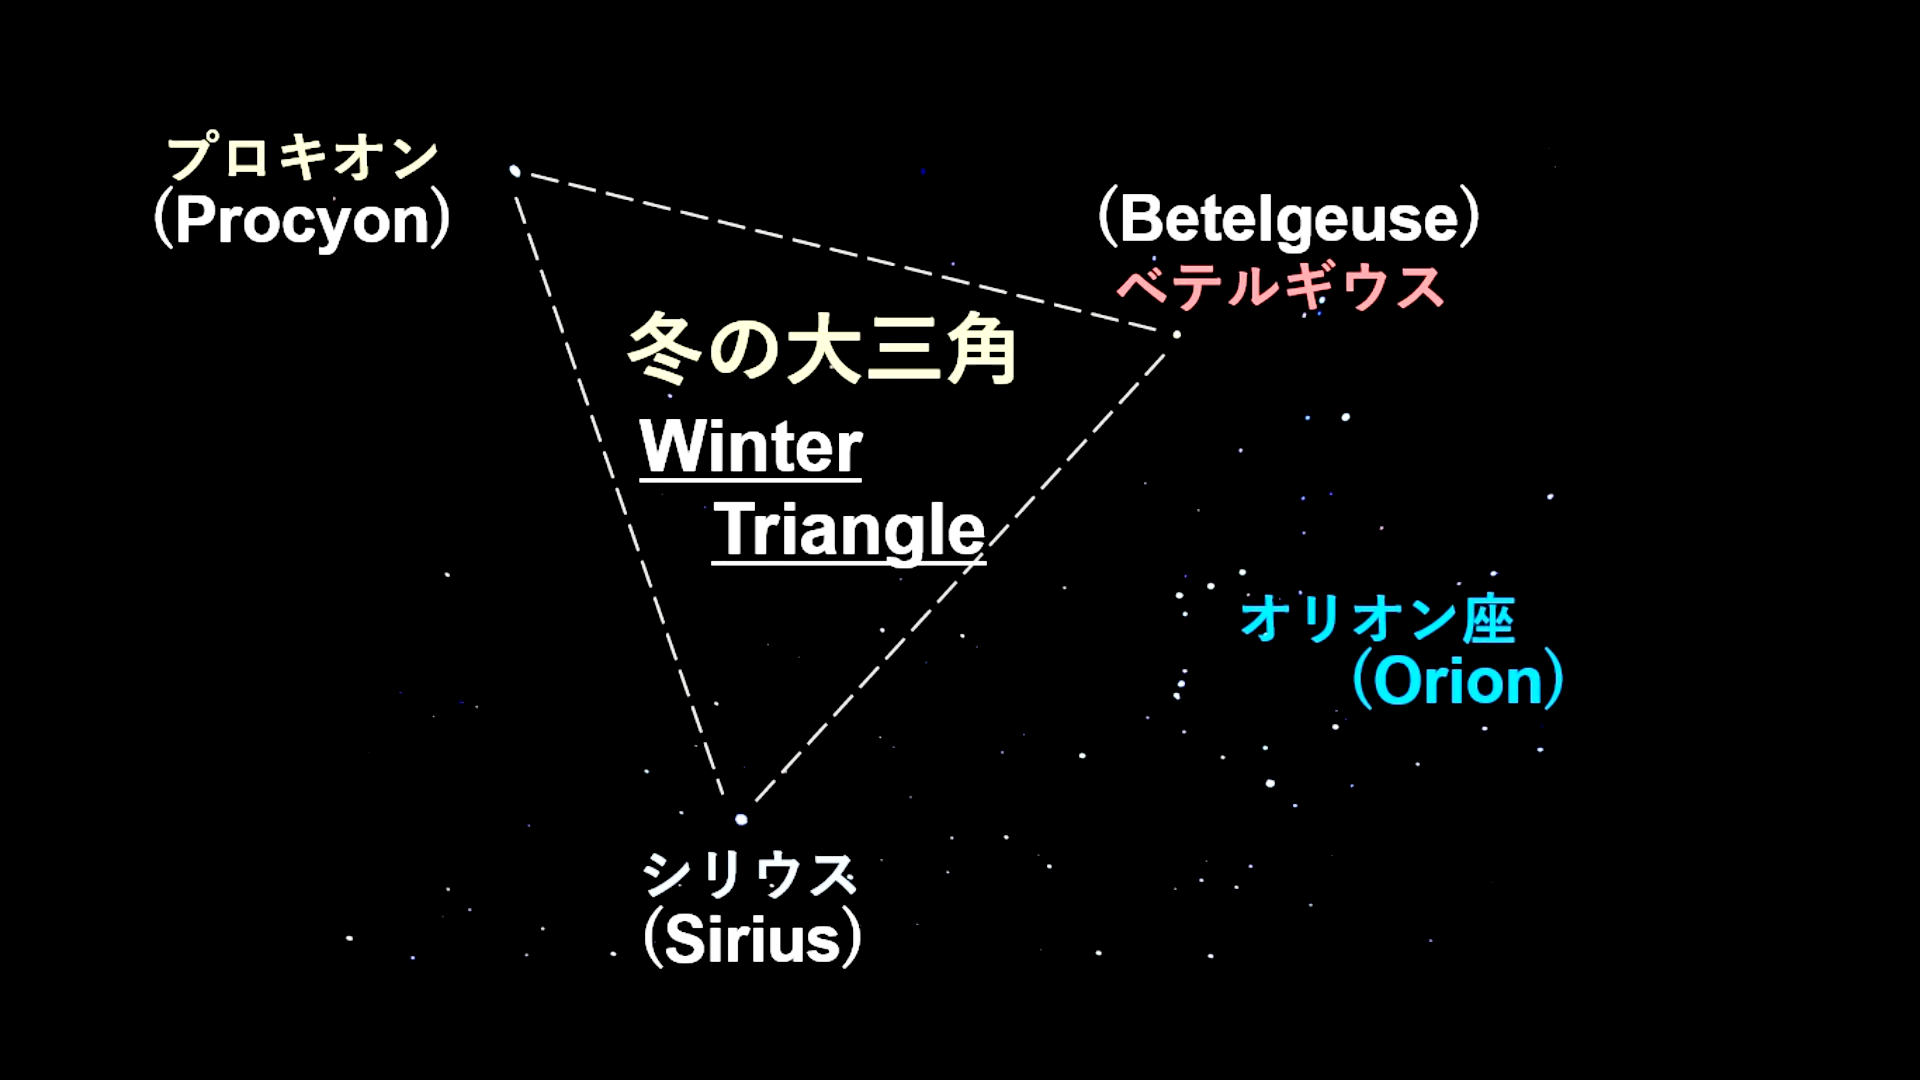 プロキオン
(Procyon)
(Betelgeuse)
ベテルギウス
冬の大三角
Winter
Triangle
オリオン座
(Orion)
シリウス
(Sirius)